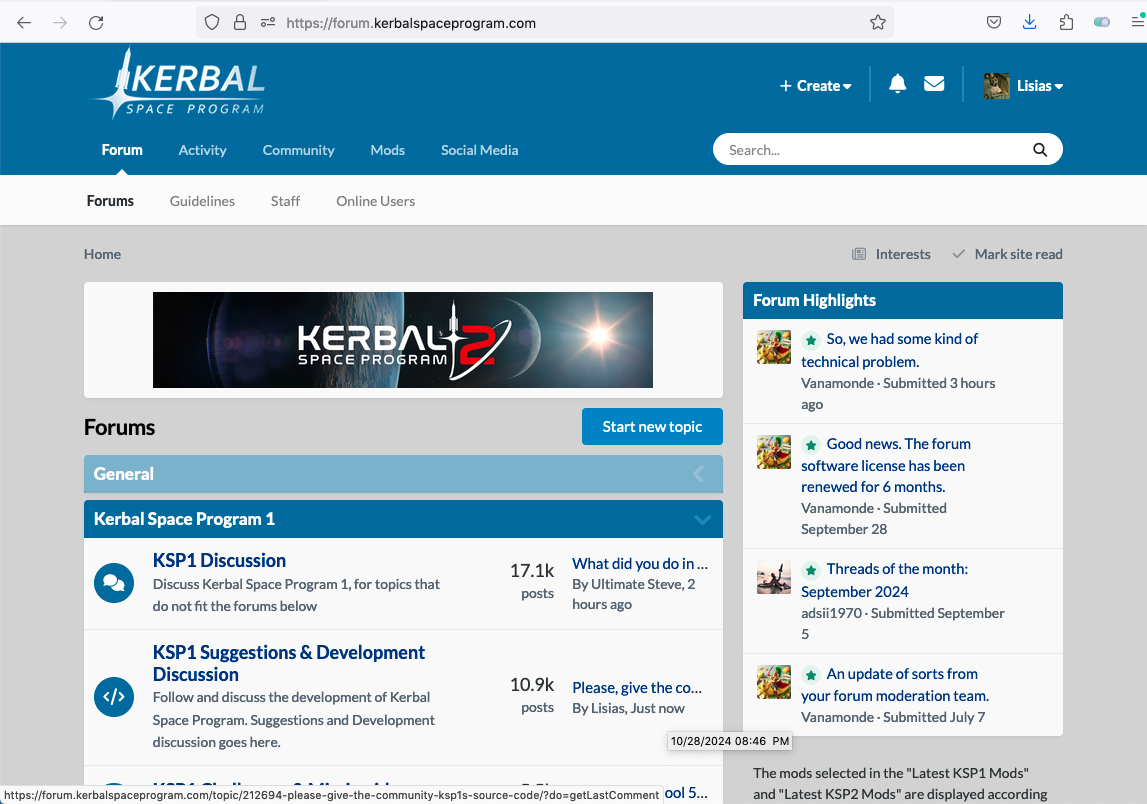 https://forum.kerbalspaceprogram.com
KERBAL
SPACE PROGRAM
+ Create
Lisias
Forum Activity Community Mods Social Media
Search...
Forums Guidelines Staff Online Users
Home
Interests
Mark site read
KERBAL 2
SPACE PROGRAM
Forums
Start new topic
General
Kerbal Space Program 1
KSP1 Discussion
Discuss Kerbal Space Program 1, for topics that
do not fit the forums below
17.1k
posts
What did you do in ...
By Ultimate Steve, 2
hours ago
KSP1 Suggestions & Development
Discussion
Follow and discuss the development of Kerbal
Space Program. Suggestions and Development
discussion goes here.
10.9k
posts
Please, give the co...
By Lisias, Just now
10/28/2024 08:46 PM
ool 5...
https://forum.kerbalspaceprogram.com/topic/212694-please-give-the-community-ksp1s-source-code/?do=getLastComment
Forum Highlights
So, we had some kind of
technical problem.
Vanamonde · Submitted 3 hours
ago
Good news. The forum
software license has been
renewed for 6 months.
Vanamonde · Submitted
September 28
Threads of the month:
September 2024
adsii1970 · Submitted September
5
An update of sorts from
your forum moderation team.
Vanamonde · Submitted July 7
The mods selected in the "Latest KSP1 Mods"
and "Latest KSP2 Mods" are displayed according